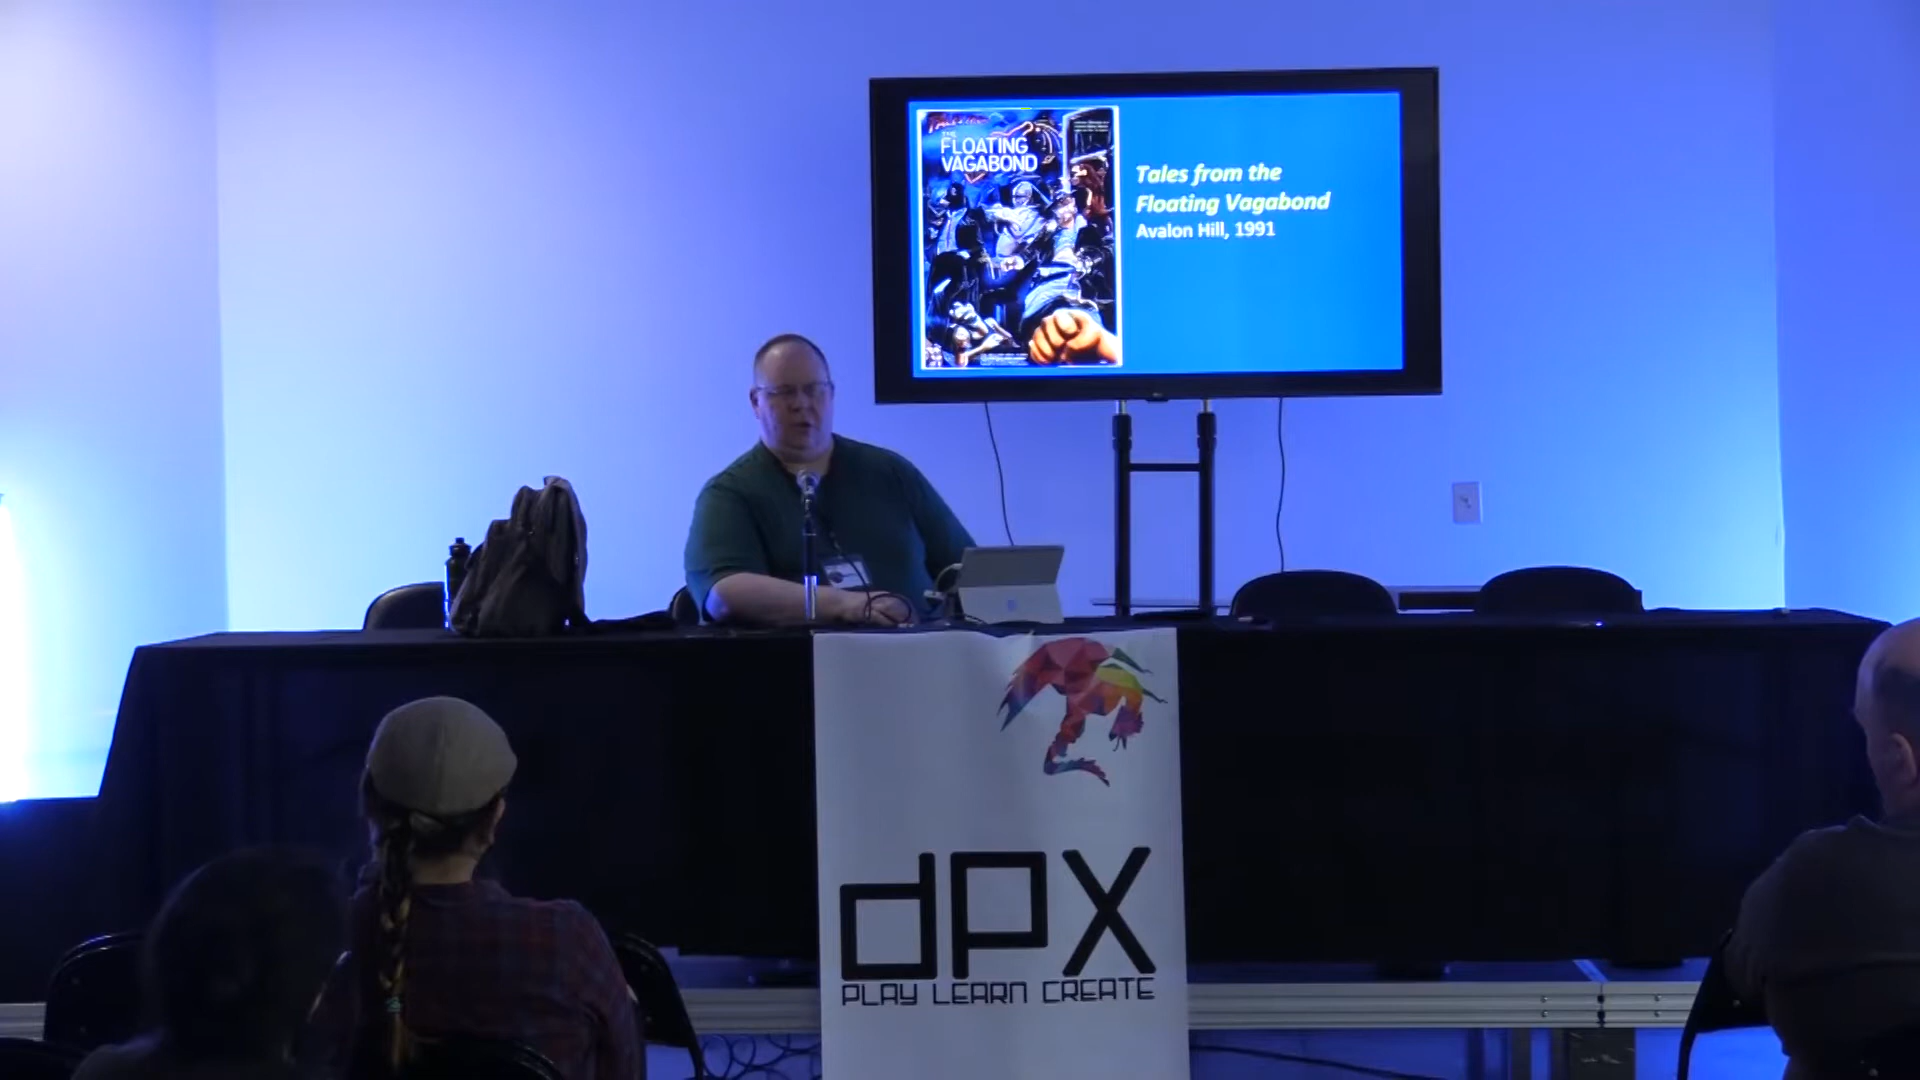 THE
FLOATING
VAGABOND
Tales from the
Floating Vagabond
Avalon Hill, 1991
dPX
PLAY LEARN CREATE